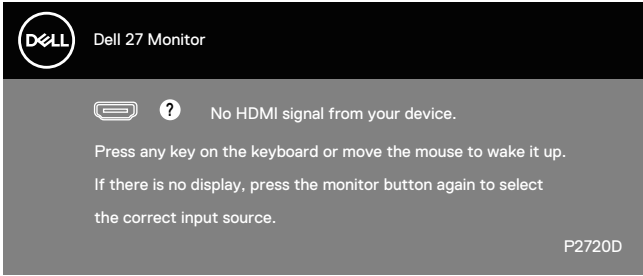 DELL
Dell 27 Monitor
? No HDMI signal from your device.
Press any key on the keyboard or move the mouse to wake it up.
If there is no display, press the monitor button again to select
the correct input source.
P2720D